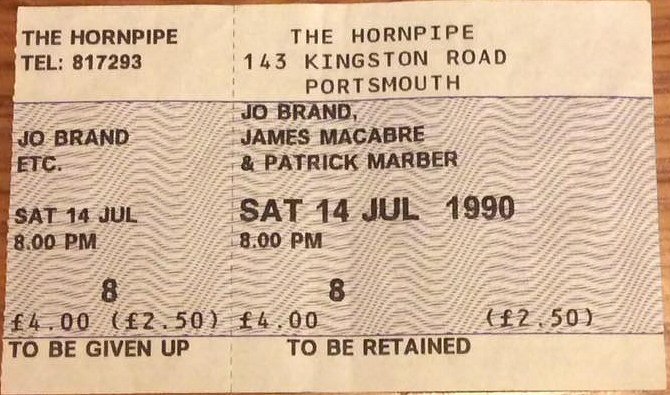 THE HORNPIPE
TEL: 817293
JO BRAND
ETC.
SAT 14 JUL
8.00 PM
8
£4.00 (£2.50)
TO BE GIVEN UP
THE HORNPIPE
143 KINGSTON ROAD
PORTSMOUTH
JO BRAND,
JAMES MACABRE
& PATRICK MARBER
SAT 14 JUL 1990
8.00 PM
8
£4.00 (£2.50)
TO BE RETAINED